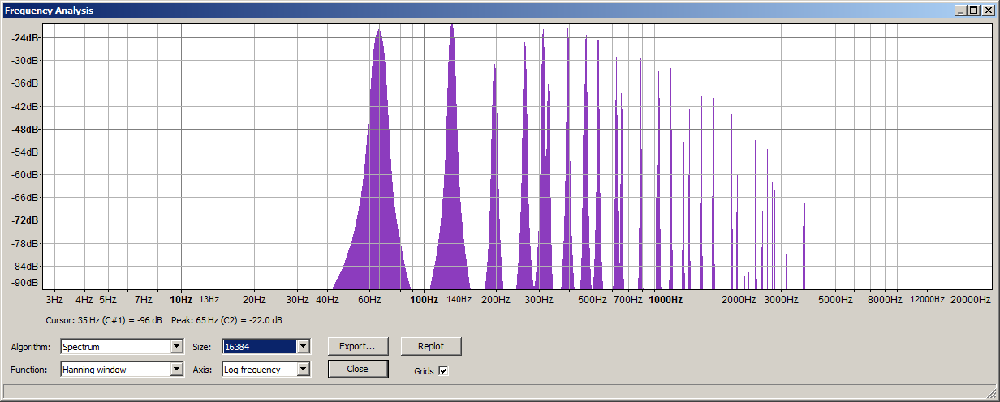 Frequency Analysis
-24dB
-30dB
-36dB
-42dB
-48dB
-54dB
-60dB
-66dB
-72dB
-78dB
-84dB
-90dB
3Hz 4Hz 5Hz 7Hz 10Hz 13Hz 20Hz 30Hz 40Hz 60Hz 100Hz 140Hz 200Hz 300Hz 500Hz 700Hz 1000Hz 2000Hz 3000Hz 5000Hz 8000Hz 12000Hz 20000Hz
Cursor: 35 Hz (C#1) = -96 dB Peak: 65 Hz (C2) = -22.0 dB
Algorithm: Spectrum Size: 16384 Export... Replot
Function: Hanning window Axis: Log frequency Close Grids